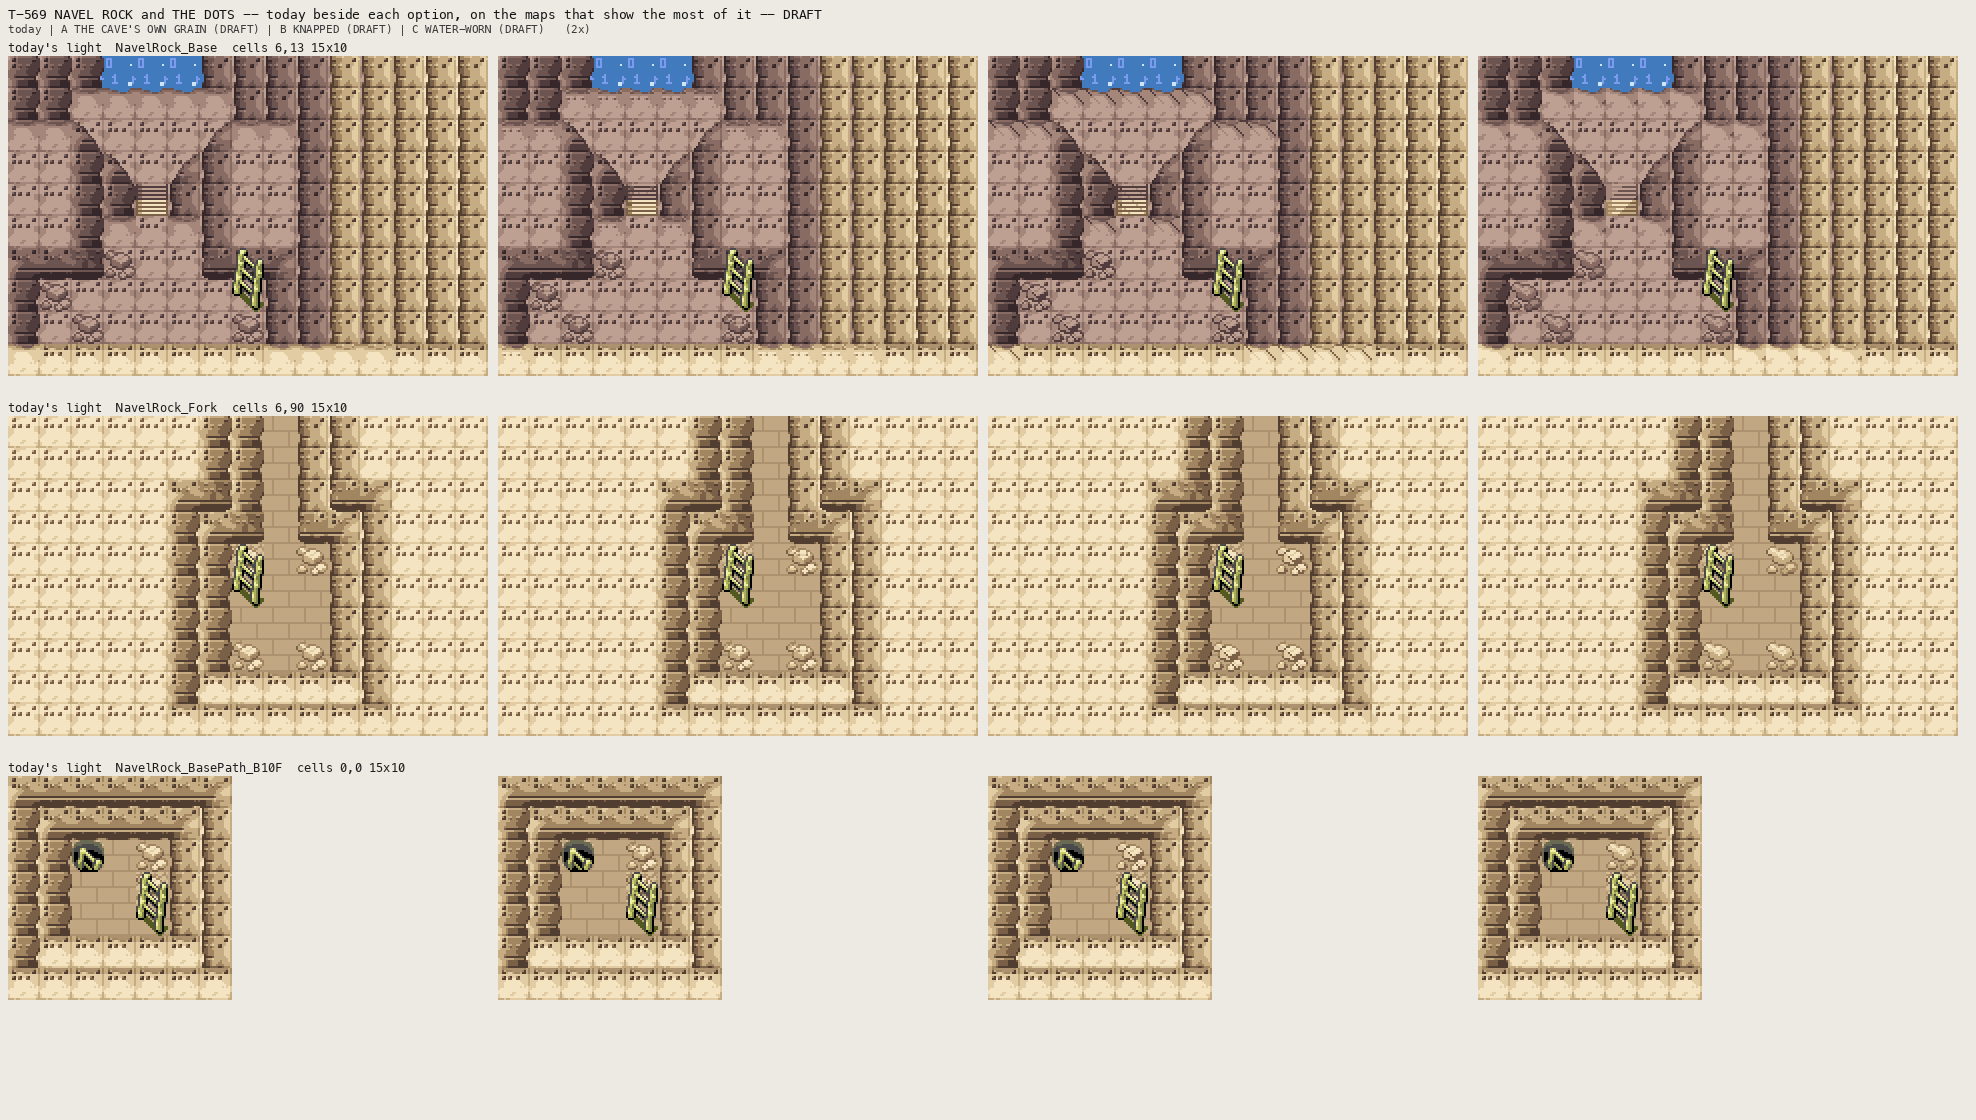 T-569 NAVEL ROCK and THE DOTS -- today beside each option, on the maps that show the most of it -- DRAFT
today | A THE CAVE'S OWN GRAIN (DRAFT) | B KNAPPED (DRAFT) | C WATER-WORN (DRAFT)   (2x)
today's light  NavelRock_Base  cells 6,13 15x10
today's light  NavelRock_Fork  cells 6,90 15x10
today's light  NavelRock_BasePath_B10F  cells 0,0 15x10